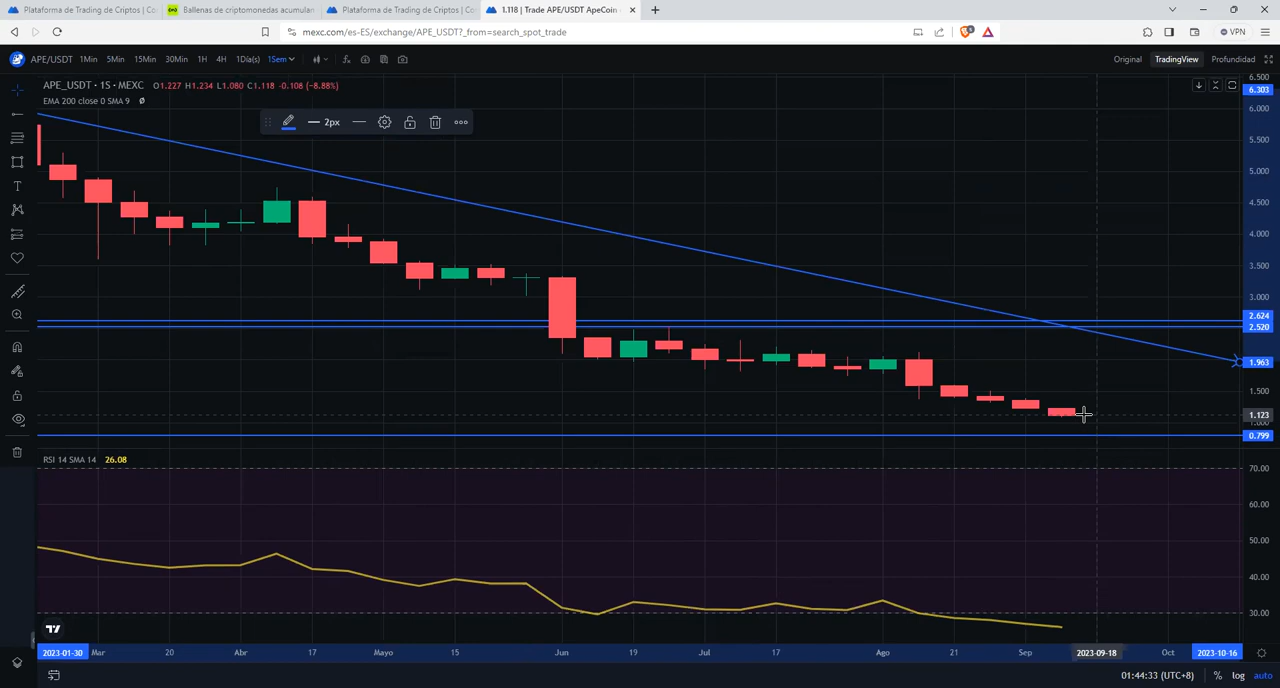 Plataforma de Trading de Criptos | Co
Ballenas de criptomonedas acumulan
Plataforma de Trading de Criptos | Co
1.118 | Trade APE/USDT ApeCoin
mexc.com/es-ES/exchange/APE_USDT?_from=search_spot_trade
VPN
APE/USDT 1Min 5Min 15Min 30Min 1H 4H 1Día(s) 1Sem
Original TradingView Profundidad
APE_USDT · 1S · MEXC O1.227 H1.234 L1.080 C1.118 -0.108 (-8.88%)
EMA 200 close 0 SMA 9 Ø
2px
6.500
6.303
6.000
5.500
5.000
4.500
4.000
3.500
3.000
2.624
2.520
1.963
1.500
1.123
1.000
0.799
RSI 14 SMA 14 26.08
70.00
60.00
50.00
40.00
30.00
2023-01-30 Mar 20 Abr 17 Mayo 15 Jun 19 Jul 17 Ago 21 Sep 2023-09-18 Oct 2023-10-16
01:44:33 (UTC+8) % log auto